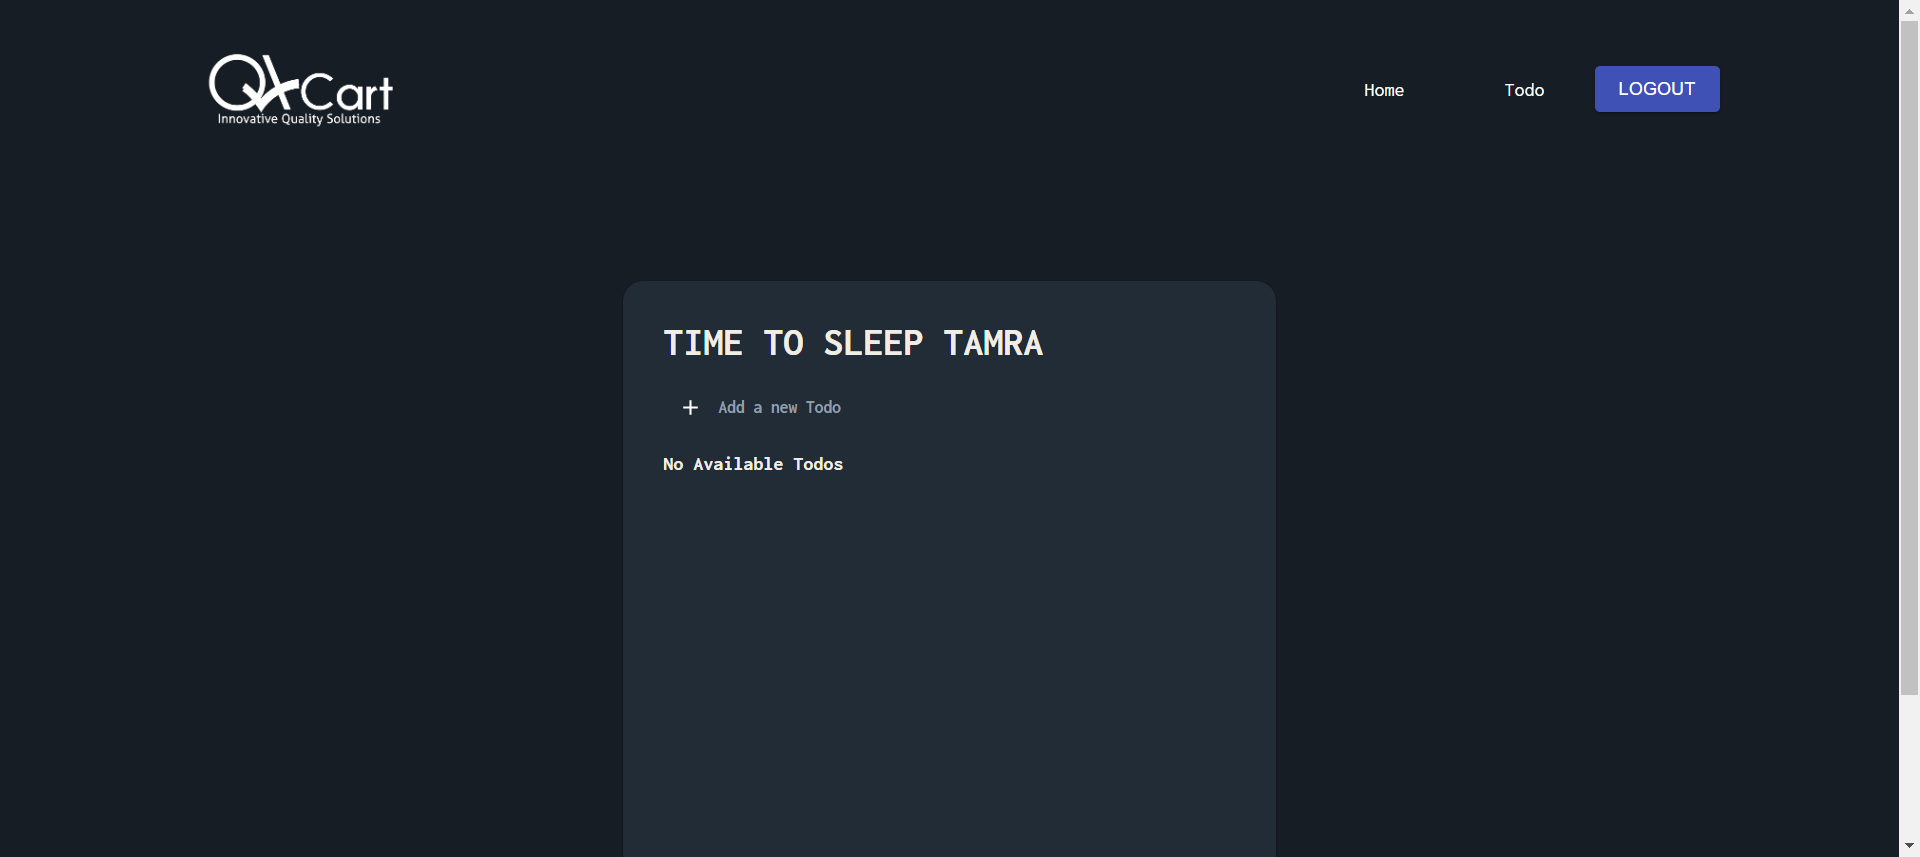 QACart
Innovative Quality Solutions
Home
Todo
LOGOUT
TIME TO SLEEP TAMRA
Add a new Todo
No Available Todos